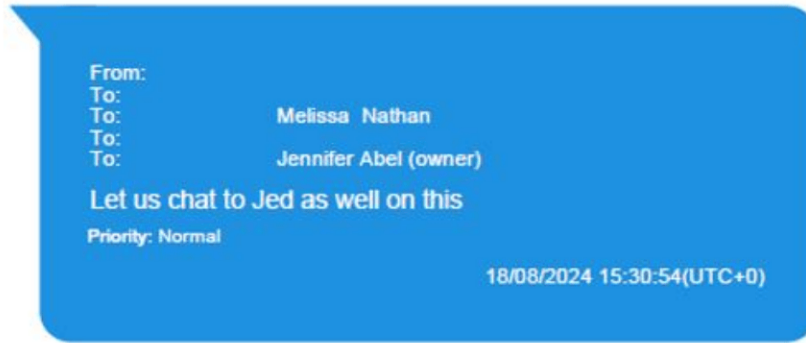 From:
To:
To: Melissa Nathan
To:
To: Jennifer Abel (owner)
Let us chat to Jed as well on this
Priority: Normal
18/08/2024 15:30:54(UTC+0)